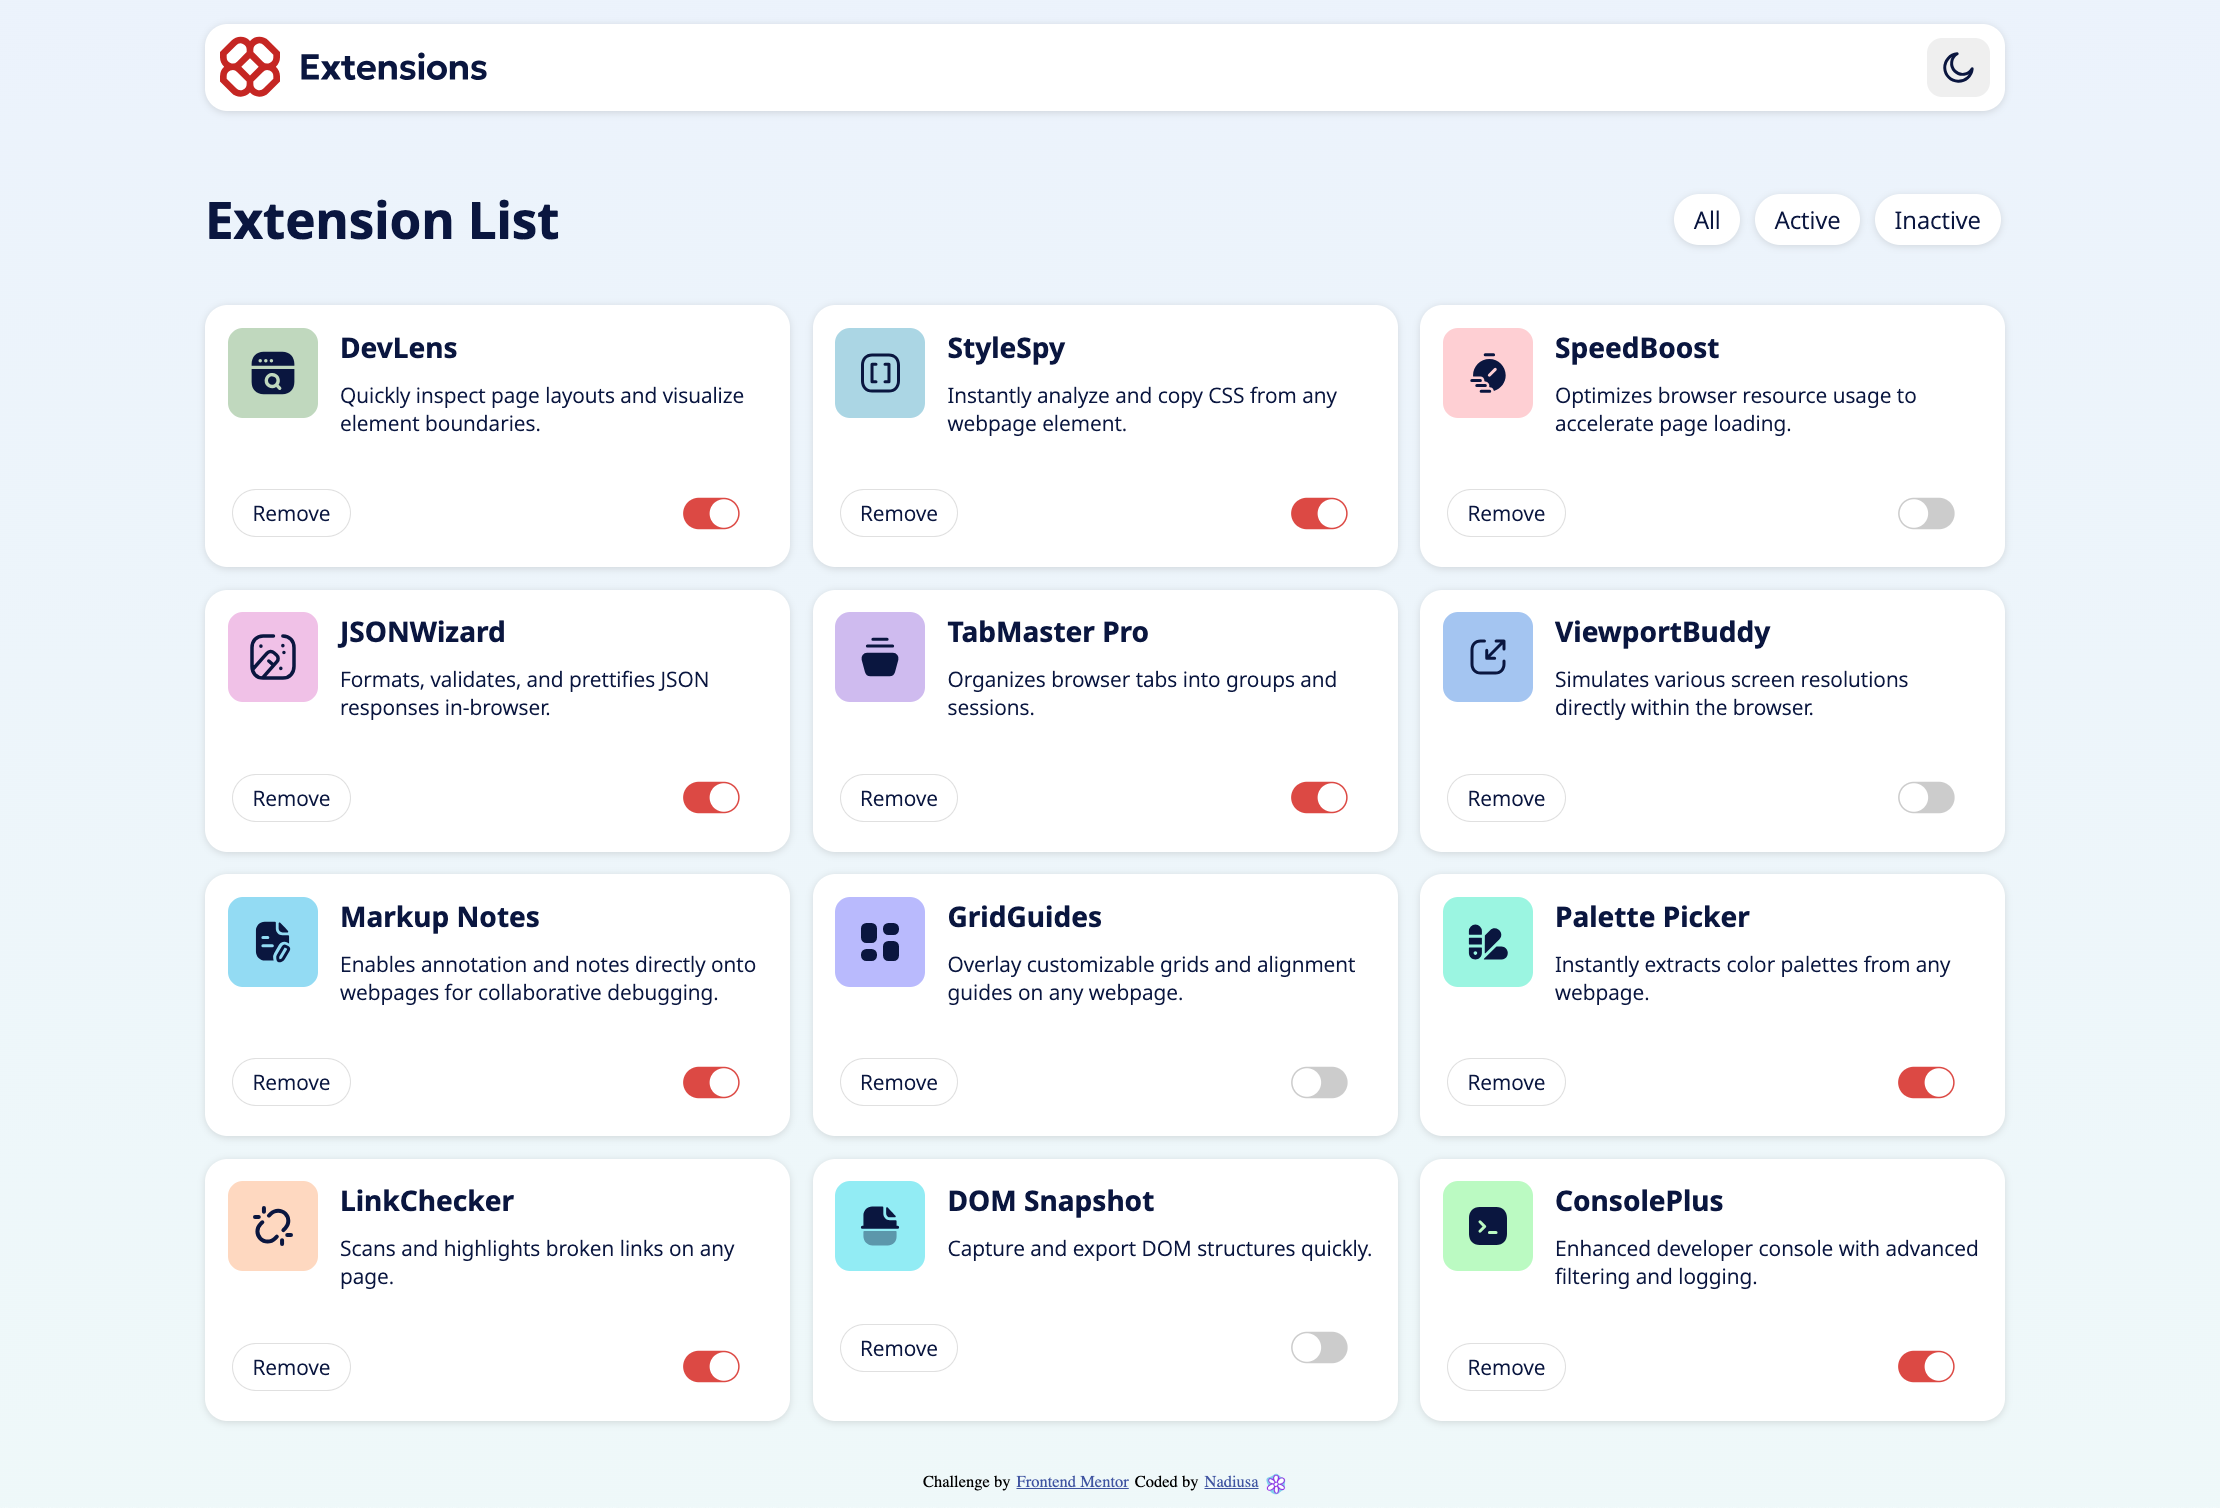 Extensions
Extension List
All
Active
Inactive
DevLens
Quickly inspect page layouts and visualize
element boundaries.
Remove
StyleSpy
Instantly analyze and copy CSS from any
webpage element.
Remove
SpeedBoost
Optimizes browser resource usage to
accelerate page loading.
Remove
JSONWizard
Formats, validates, and prettifies JSON
responses in-browser.
Remove
TabMaster Pro
Organizes browser tabs into groups and
sessions.
Remove
ViewportBuddy
Simulates various screen resolutions
directly within the browser.
Remove
Markup Notes
Enables annotation and notes directly onto
webpages for collaborative debugging.
Remove
GridGuides
Overlay customizable grids and alignment
guides on any webpage.
Remove
Palette Picker
Instantly extracts color palettes from any
webpage.
Remove
LinkChecker
Scans and highlights broken links on any
page.
Remove
DOM Snapshot
Capture and export DOM structures quickly.
Remove
ConsolePlus
Enhanced developer console with advanced
filtering and logging.
Remove
Challenge by Frontend Mentor Coded by Nadiusa